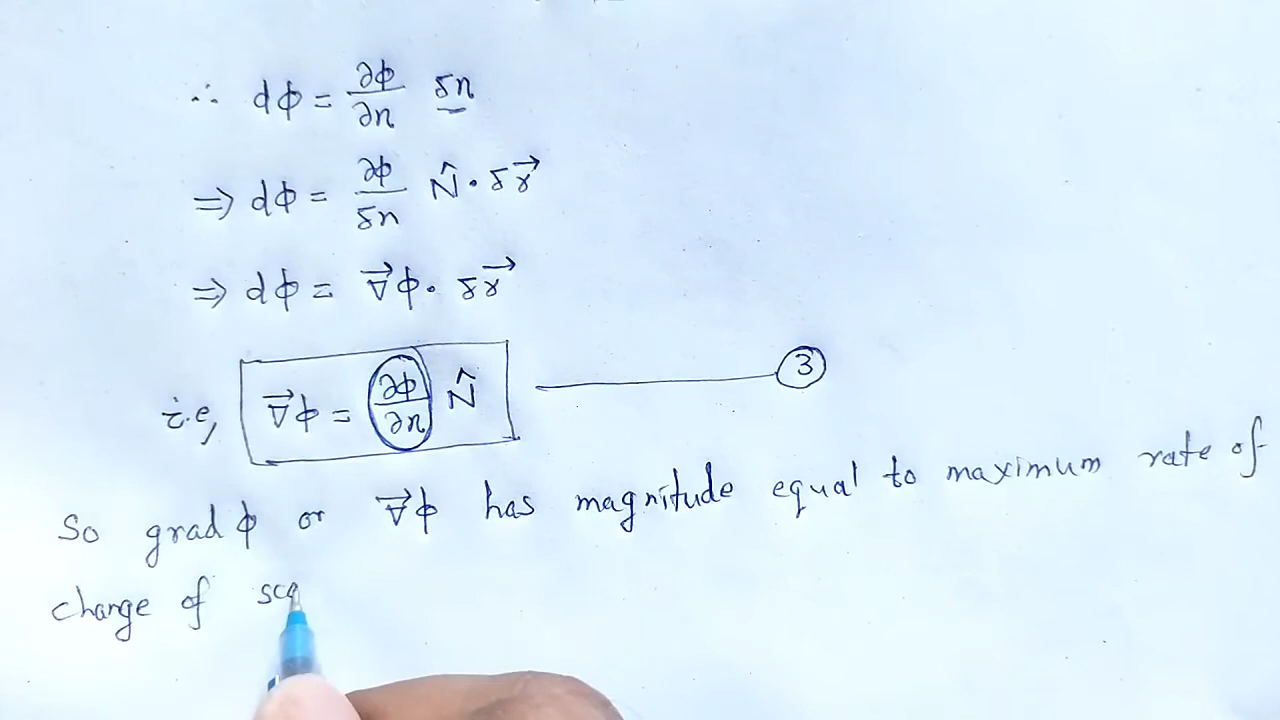 ∴ dϕ = ∂ϕ/∂n δn
⇒ dϕ = ∂ϕ/δn N̂ · δr⃗
⇒ dϕ = ∇⃗ϕ · δr⃗
i.e, ∇⃗ϕ = ∂ϕ/∂n N̂ ③
So grad ϕ or ∇⃗ϕ has magnitude equal to maximum rate of
change of sca